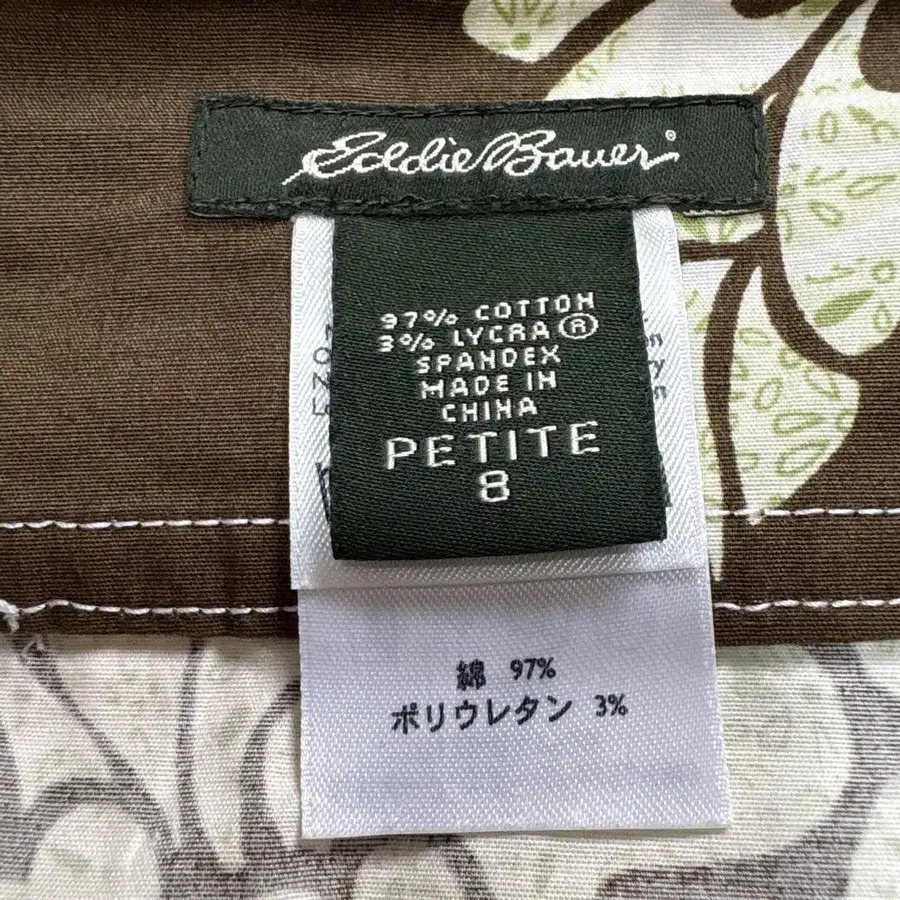 Eddie Bauer®
97% COTTON
3% LYCRA®
SPANDEX
MADE IN
CHINA
PETITE
8
綿 97%
ポリウレタン 3%